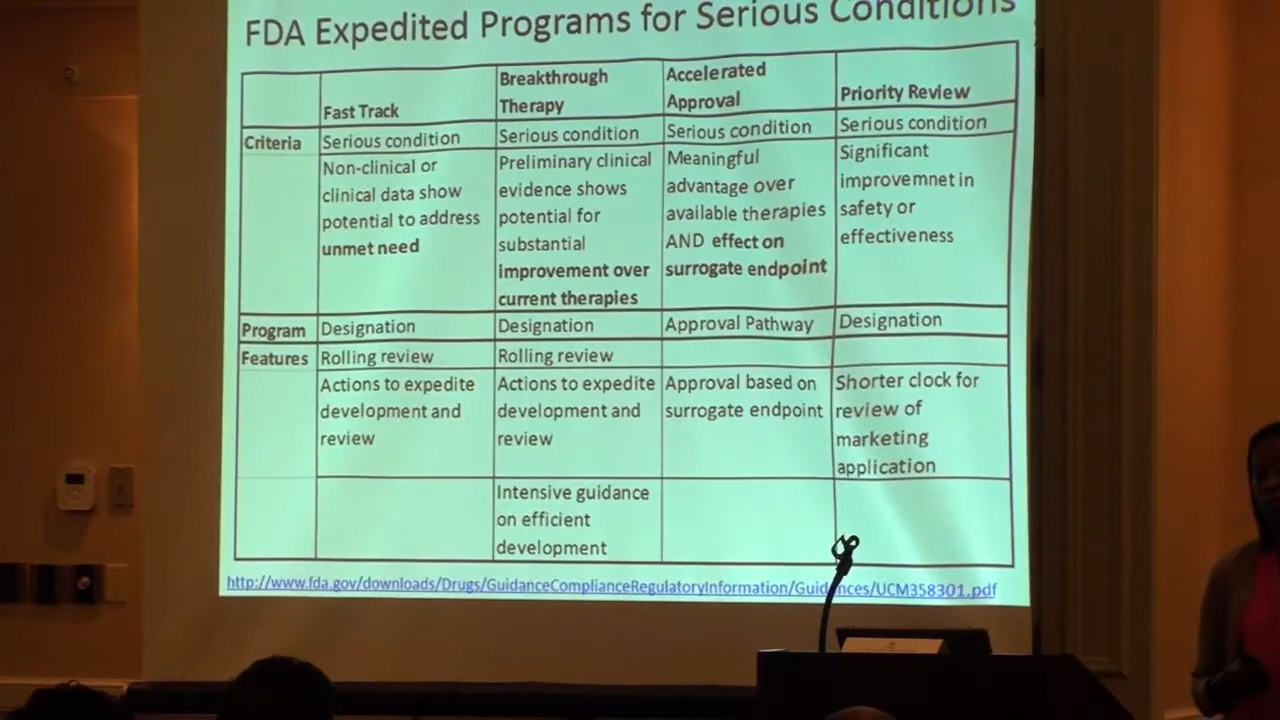 FDA Expedited Programs for Serious Conditions
Fast Track
Breakthrough
Therapy
Accelerated
Approval
Priority Review
Criteria
Serious condition
Serious condition
Serious condition
Serious condition
Non-clinical or
clinical data show
potential to address
unmet need
Preliminary clinical
evidence shows
potential for
substantial
improvement over
current therapies
Meaningful
advantage over
available therapies
AND effect on
surrogate endpoint
Significant
improvemnet in
safety or
effectiveness
Program
Designation
Designation
Approval Pathway
Designation
Features
Rolling review
Rolling review
Actions to expedite
development and
review
Actions to expedite
development and
review
Approval based on
surrogate endpoint
Shorter clock for
review of
marketing
application
Intensive guidance
on efficient
development
http://www.fda.gov/downloads/Drugs/GuidanceComplianceRegulatoryInformation/Guidances/UCM358301.pdf